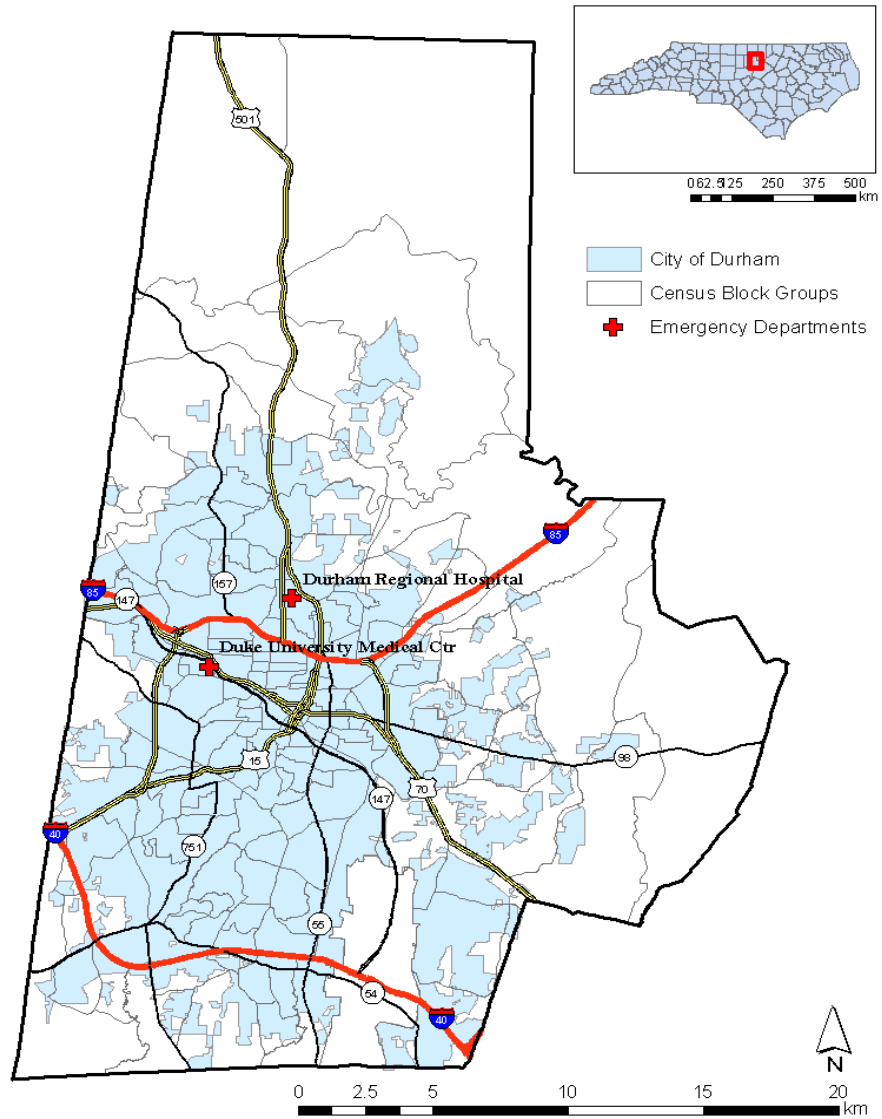 501
062.5125 250 375 500
km
City of Durham
Census Block Groups
Emergency Departments
85
Durham Regional Hospital
157
85
147
Duke University Medical Ctr
15
98
70
147
40
751
55
54
40
N
0 2.5 5 10 15 20
km